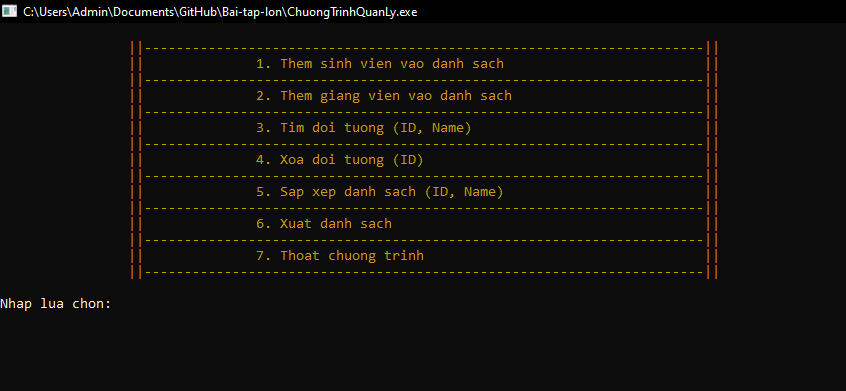 C:\Users\Admin\Documents\GitHub\Bai-tap-lon\ChuongTrinhQuanLy.exe
||----------------------------------------------------------------------||
|| 1. Them sinh vien vao danh sach ||
||----------------------------------------------------------------------||
|| 2. Them giang vien vao danh sach ||
||----------------------------------------------------------------------||
|| 3. Tim doi tuong (ID, Name) ||
||----------------------------------------------------------------------||
|| 4. Xoa doi tuong (ID) ||
||----------------------------------------------------------------------||
|| 5. Sap xep danh sach (ID, Name) ||
||----------------------------------------------------------------------||
|| 6. Xuat danh sach ||
||----------------------------------------------------------------------||
|| 7. Thoat chuong trinh ||
||----------------------------------------------------------------------||
Nhap lua chon: